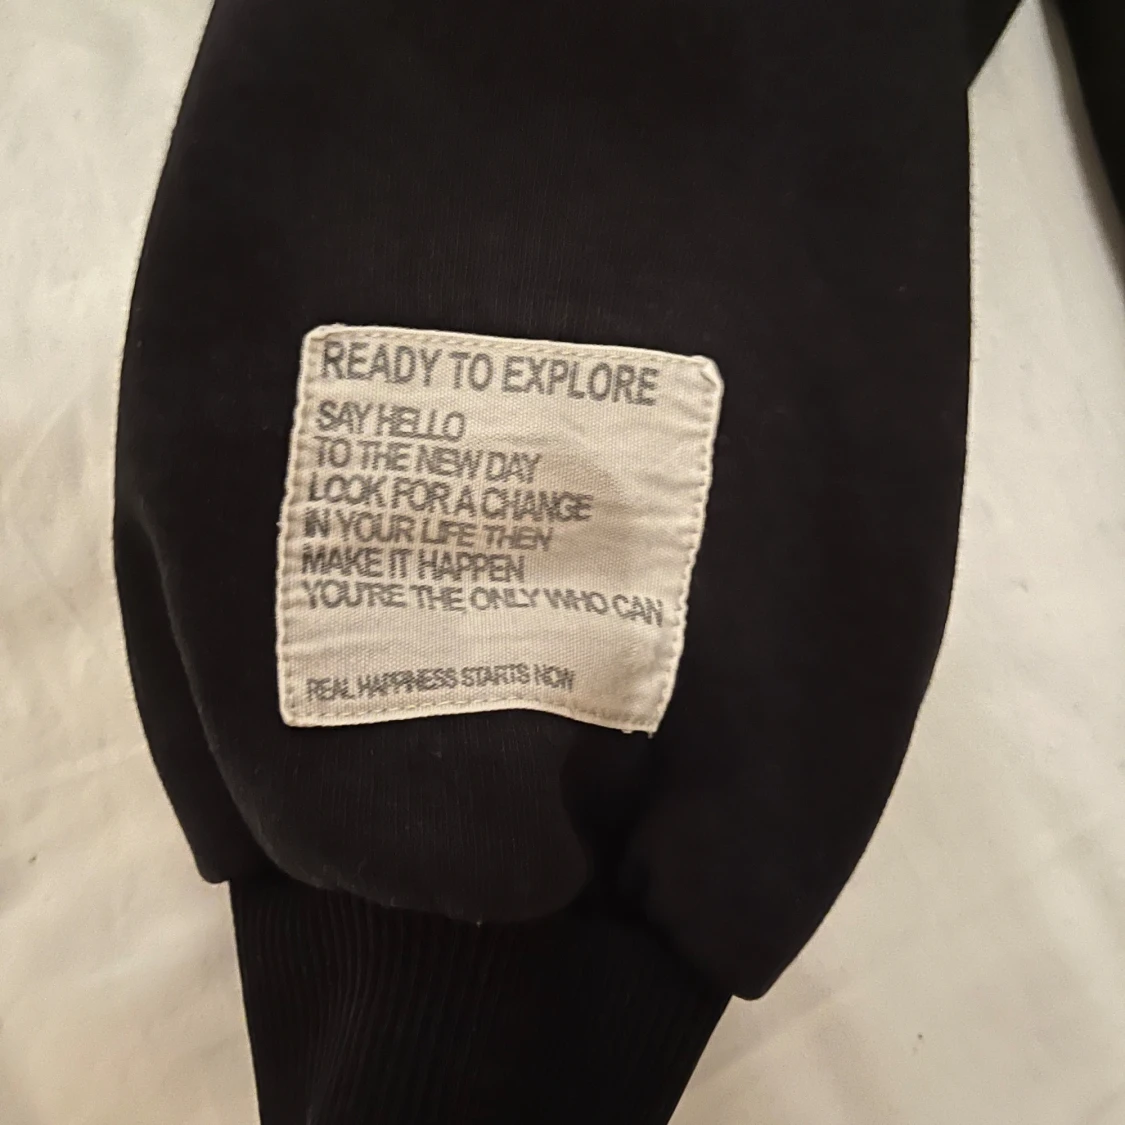 READY TO EXPLORE
SAY HELLO
TO THE NEW DAY
LOOK FOR A CHANGE
IN YOUR LIFE THEN
MAKE IT HAPPEN
YOU'RE THE ONLY WHO CAN
REAL HAPPINESS STARTS NOW